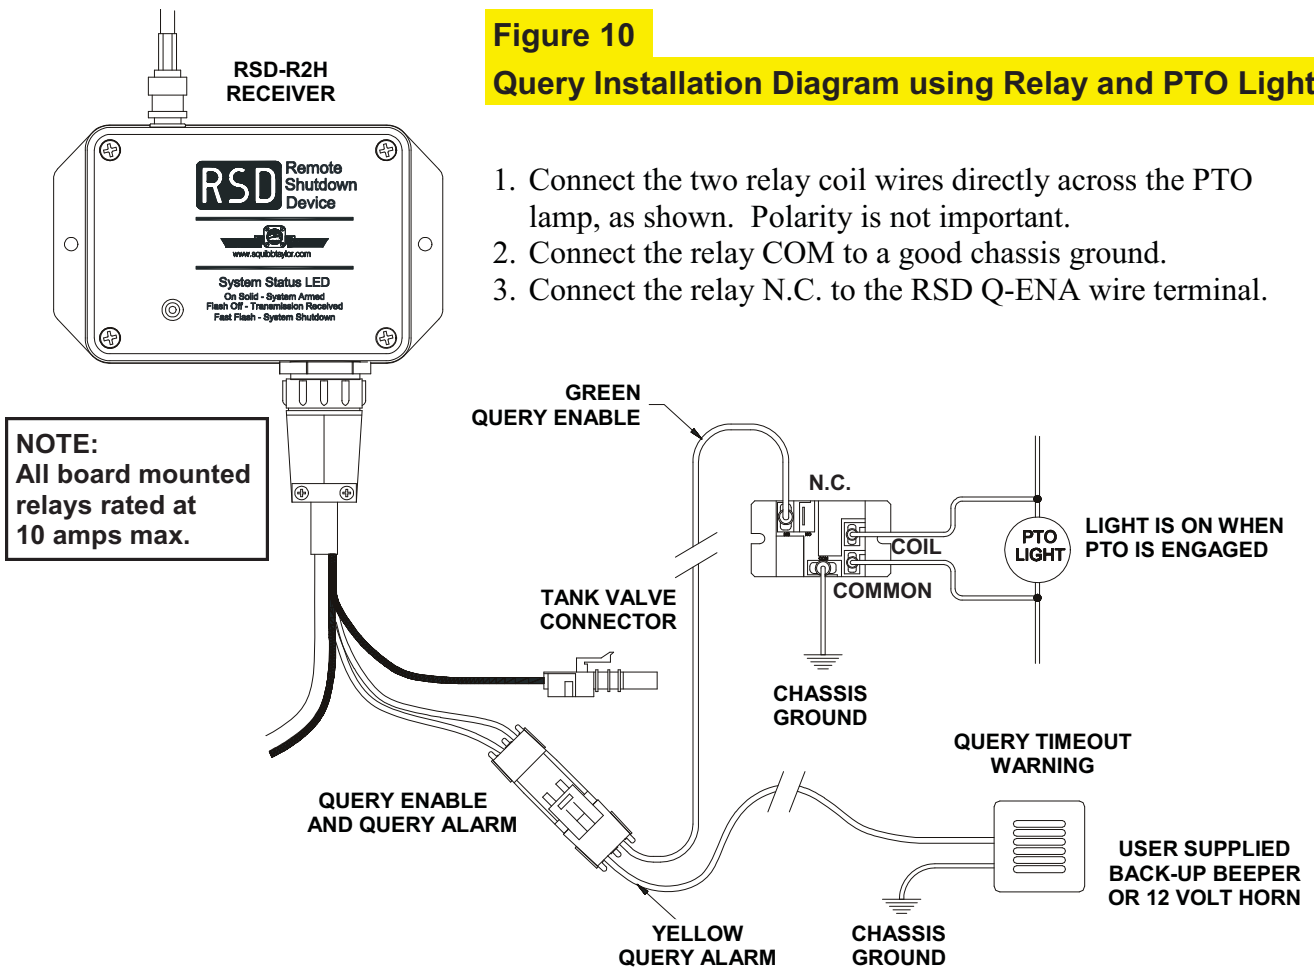 Figure 10
Query Installation Diagram using Relay and PTO Light
RSD-R2H
RECEIVER
RSD
Remote
Shutdown
Device
www.squibbtaylor.com
System Status LED
On Solid - System Armed
Flash Off - Transmission Received
Fast Flash - System Shutdown
1. Connect the two relay coil wires directly across the PTO
lamp, as shown. Polarity is not important.
2. Connect the relay COM to a good chassis ground.
3. Connect the relay N.C. to the RSD Q-ENA wire terminal.
NOTE:
All board mounted
relays rated at
10 amps max.
GREEN
QUERY ENABLE
N.C.
COIL
COMMON
PTO
LIGHT
LIGHT IS ON WHEN
PTO IS ENGAGED
TANK VALVE
CONNECTOR
CHASSIS
GROUND
QUERY TIMEOUT
WARNING
QUERY ENABLE
AND QUERY ALARM
USER SUPPLIED
BACK-UP BEEPER
OR 12 VOLT HORN
YELLOW
QUERY ALARM
CHASSIS
GROUND